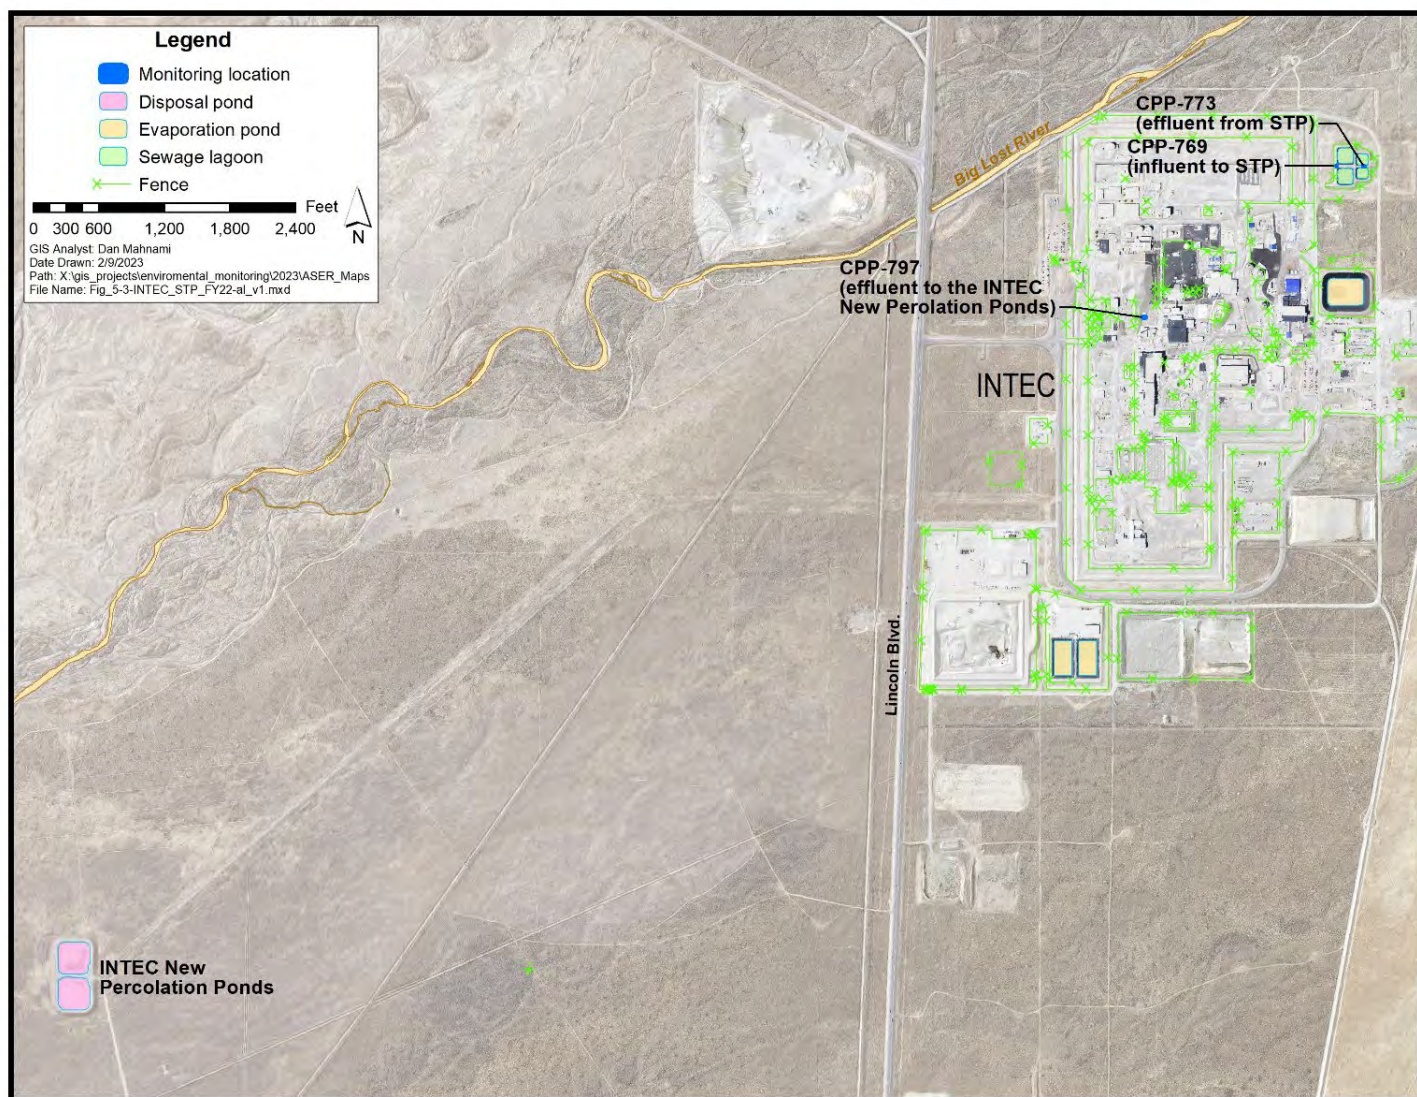 Legend
Monitoring location
Disposal pond
Evaporation pond
Sewage lagoon
Fence
Feet
0 300 600 1,200 1,800 2,400
N
GIS Analyst: Dan Mahnami
Date Drawn: 2/9/2023
Path: X:\gis_projects\enviromental_monitoring\2023\ASER_Maps
File Name: Fig_5-3-INTEC_STP_FY22-al_v1.mxd
Big Lost River
CPP-773
(effluent from STP)
CPP-769
(influent to STP)
CPP-797
(effluent to the INTEC
New Perolation Ponds)
INTEC
Lincoln Blvd.
INTEC New
Percolation Ponds